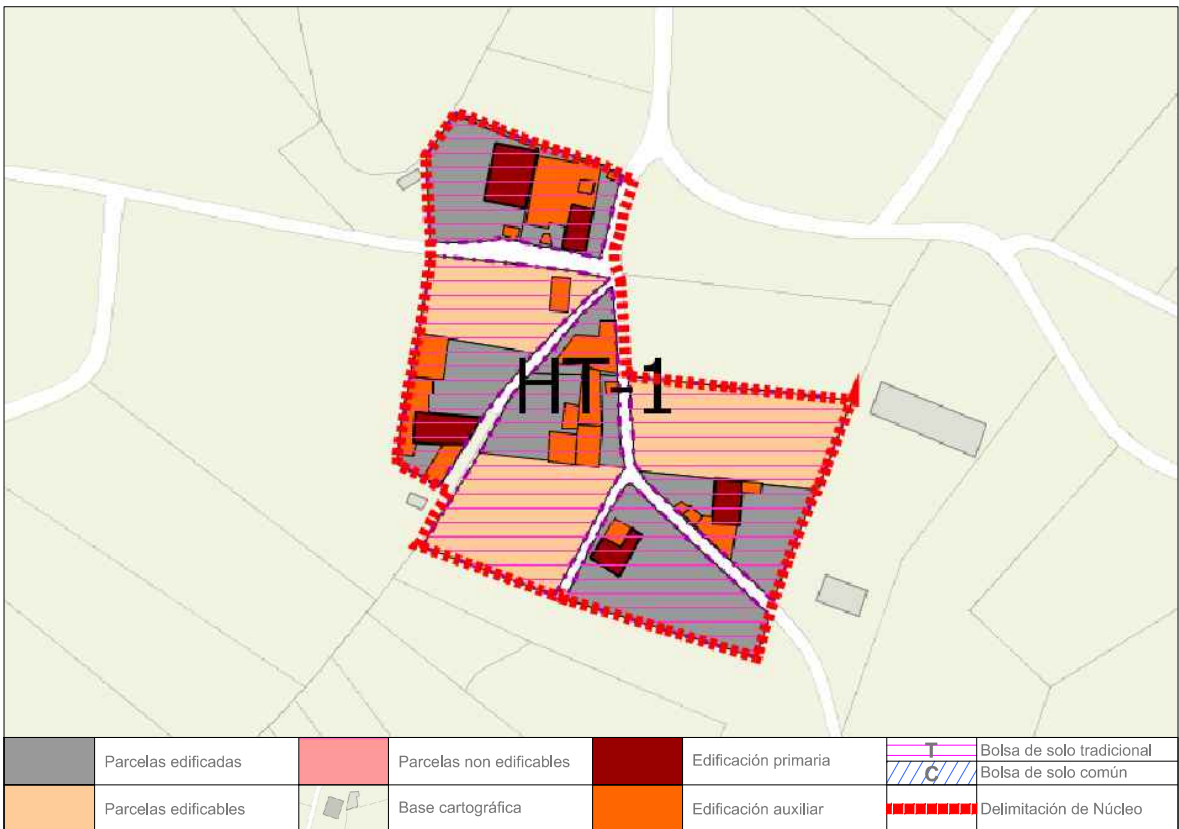 HT-1
Parcelas edificadas
Parcelas non edificables
Edificación primaria
T
Bolsa de solo tradicional
C
Bolsa de solo común
Parcelas edificables
Base cartográfica
Edificación auxiliar
Delimitación de Núcleo